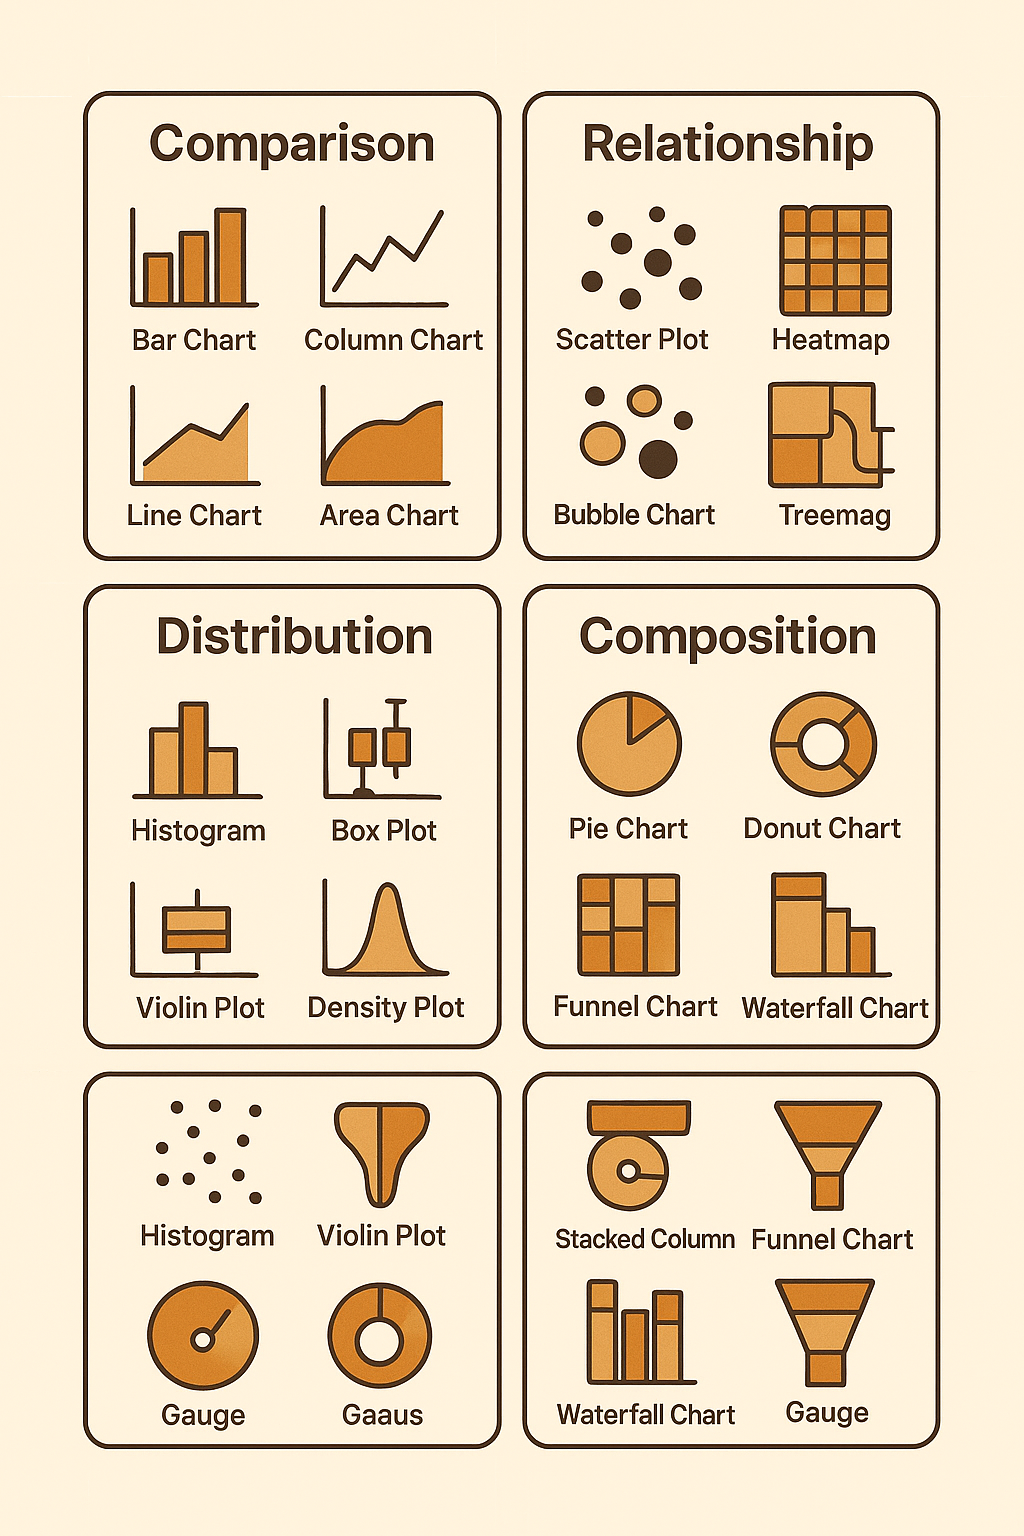 Comparison
Bar Chart
Column Chart
Line Chart
Area Chart
Relationship
Scatter Plot
Heatmap
Bubble Chart
Treemag
Distribution
Histogram
Box Plot
Violin Plot
Density Plot
Composition
Pie Chart
Donut Chart
Funnel Chart
Waterfall Chart
Histogram
Violin Plot
Gauge
Gaaus
Stacked Column
Funnel Chart
Waterfall Chart
Gauge